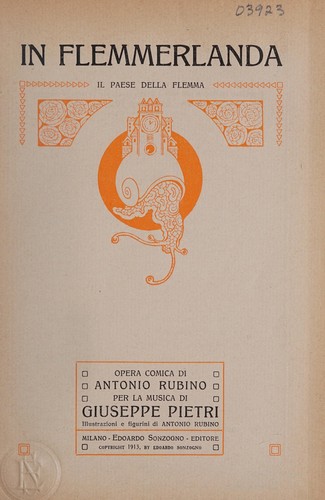 03923
IN FLEMMERLANDA
IL PAESE DELLA FLEMMA
OPERA COMICA DI
ANTONIO RUBINO
PER LA MUSICA DI
GIUSEPPE PIETRI
Illustrazioni e figurini di ANTONIO RUBINO
MILANO - EDOARDO SONZOGNO - EDITORE
COPYRIGHT 1913, BY EDOARDO SONZOGNO